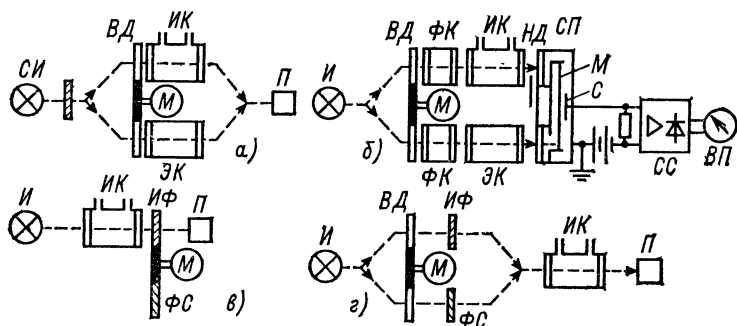 ИК
ВД
СИ
П
М
ЭК
а)
ВД ФК ИК НД СП
М
С
И
М
ФК ЭК
б)
СС
ВП
ИК ИФ П
И
М
ФС
в)
ВД ИФ
ИК
И
П
М
ФС
г)